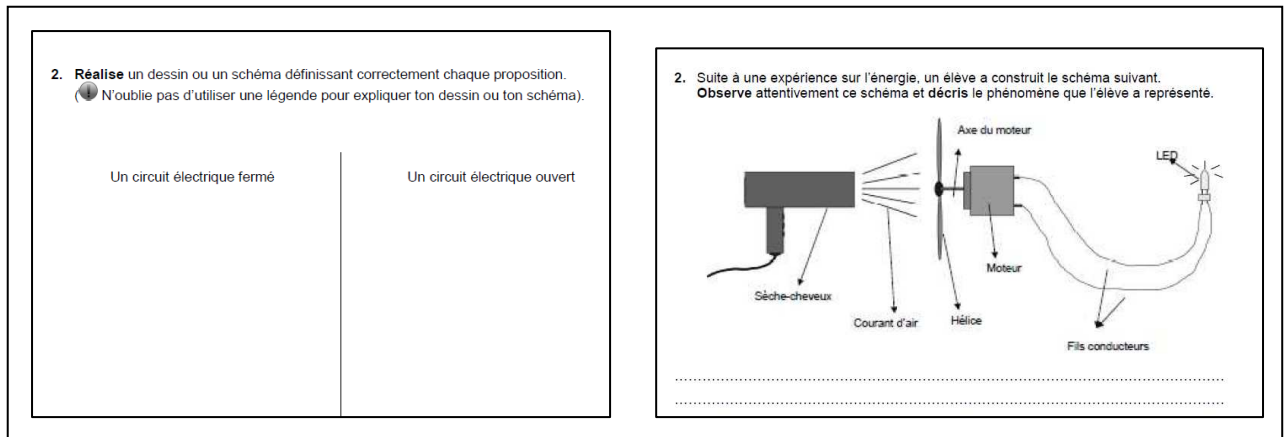 2. Réalise un dessin ou un schéma définissant correctement chaque proposition.
( N'oublie pas d'utiliser une légende pour expliquer ton dessin ou ton schéma).
Un circuit électrique fermé
Un circuit électrique ouvert
2. Suite à une expérience sur l'énergie, un élève a construit le schéma suivant.
Observe attentivement ce schéma et décris le phénomène que l'élève a représenté.
Axe du moteur
LED
Moteur
Sèche-cheveux
Courant d'air
Hélice
Fils conducteurs